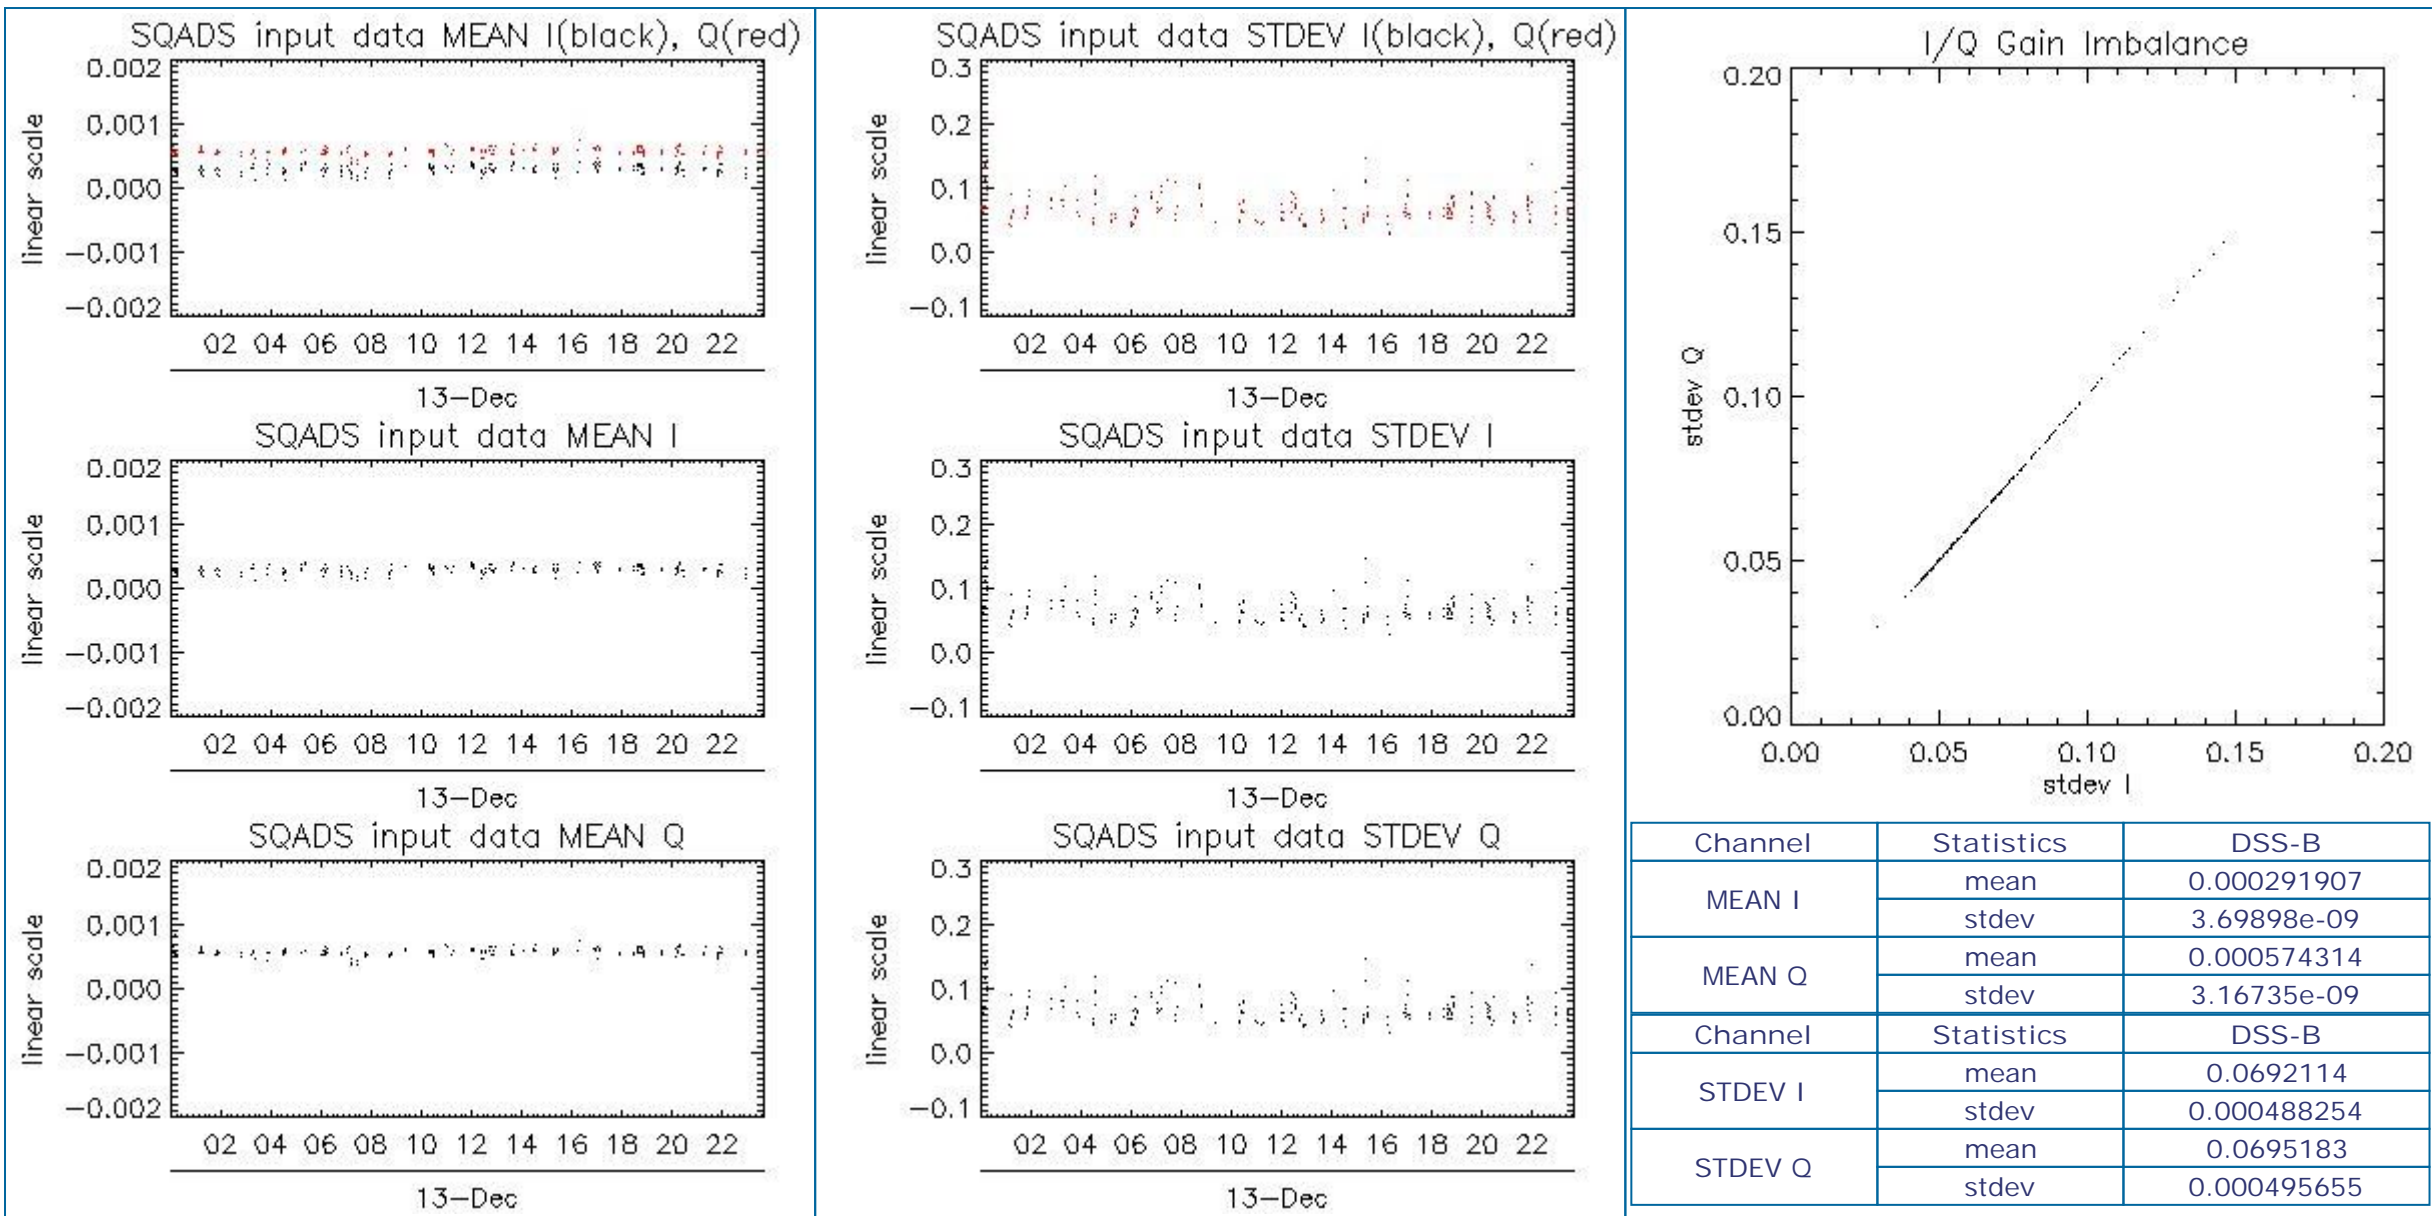 SQADS input data MEAN I(black), Q(red)
0.002
0.001
0.000
-0.001
-0.002
linear scale
02 04 06 08 10 12 14 16 18 20 22
13-Dec
SQADS input data MEAN I
0.002
0.001
0.000
-0.001
-0.002
linear scale
02 04 06 08 10 12 14 16 18 20 22
13-Dec
SQADS input data MEAN Q
0.002
0.001
0.000
-0.001
-0.002
linear scale
02 04 06 08 10 12 14 16 18 20 22
13-Dec
SQADS input data STDEV I(black), Q(red)
0.3
0.2
0.1
0.0
-0.1
linear scale
02 04 06 08 10 12 14 16 18 20 22
13-Dec
SQADS input data STDEV I
0.3
0.2
0.1
0.0
-0.1
linear scale
02 04 06 08 10 12 14 16 18 20 22
13-Dec
SQADS input data STDEV Q
0.3
0.2
0.1
0.0
-0.1
linear scale
02 04 06 08 10 12 14 16 18 20 22
13-Dec
I/Q Gain Imbalance
0.20
0.15
0.10
0.05
0.00
stdev Q
0.00 0.05 0.10 0.15 0.20
stdev I
Channel Statistics DSS-B
MEAN I mean 0.000291907
stdev 3.69898e-09
MEAN Q mean 0.000574314
stdev 3.16735e-09
Channel Statistics DSS-B
STDEV I mean 0.0692114
stdev 0.000488254
STDEV Q mean 0.0695183
stdev 0.000495655